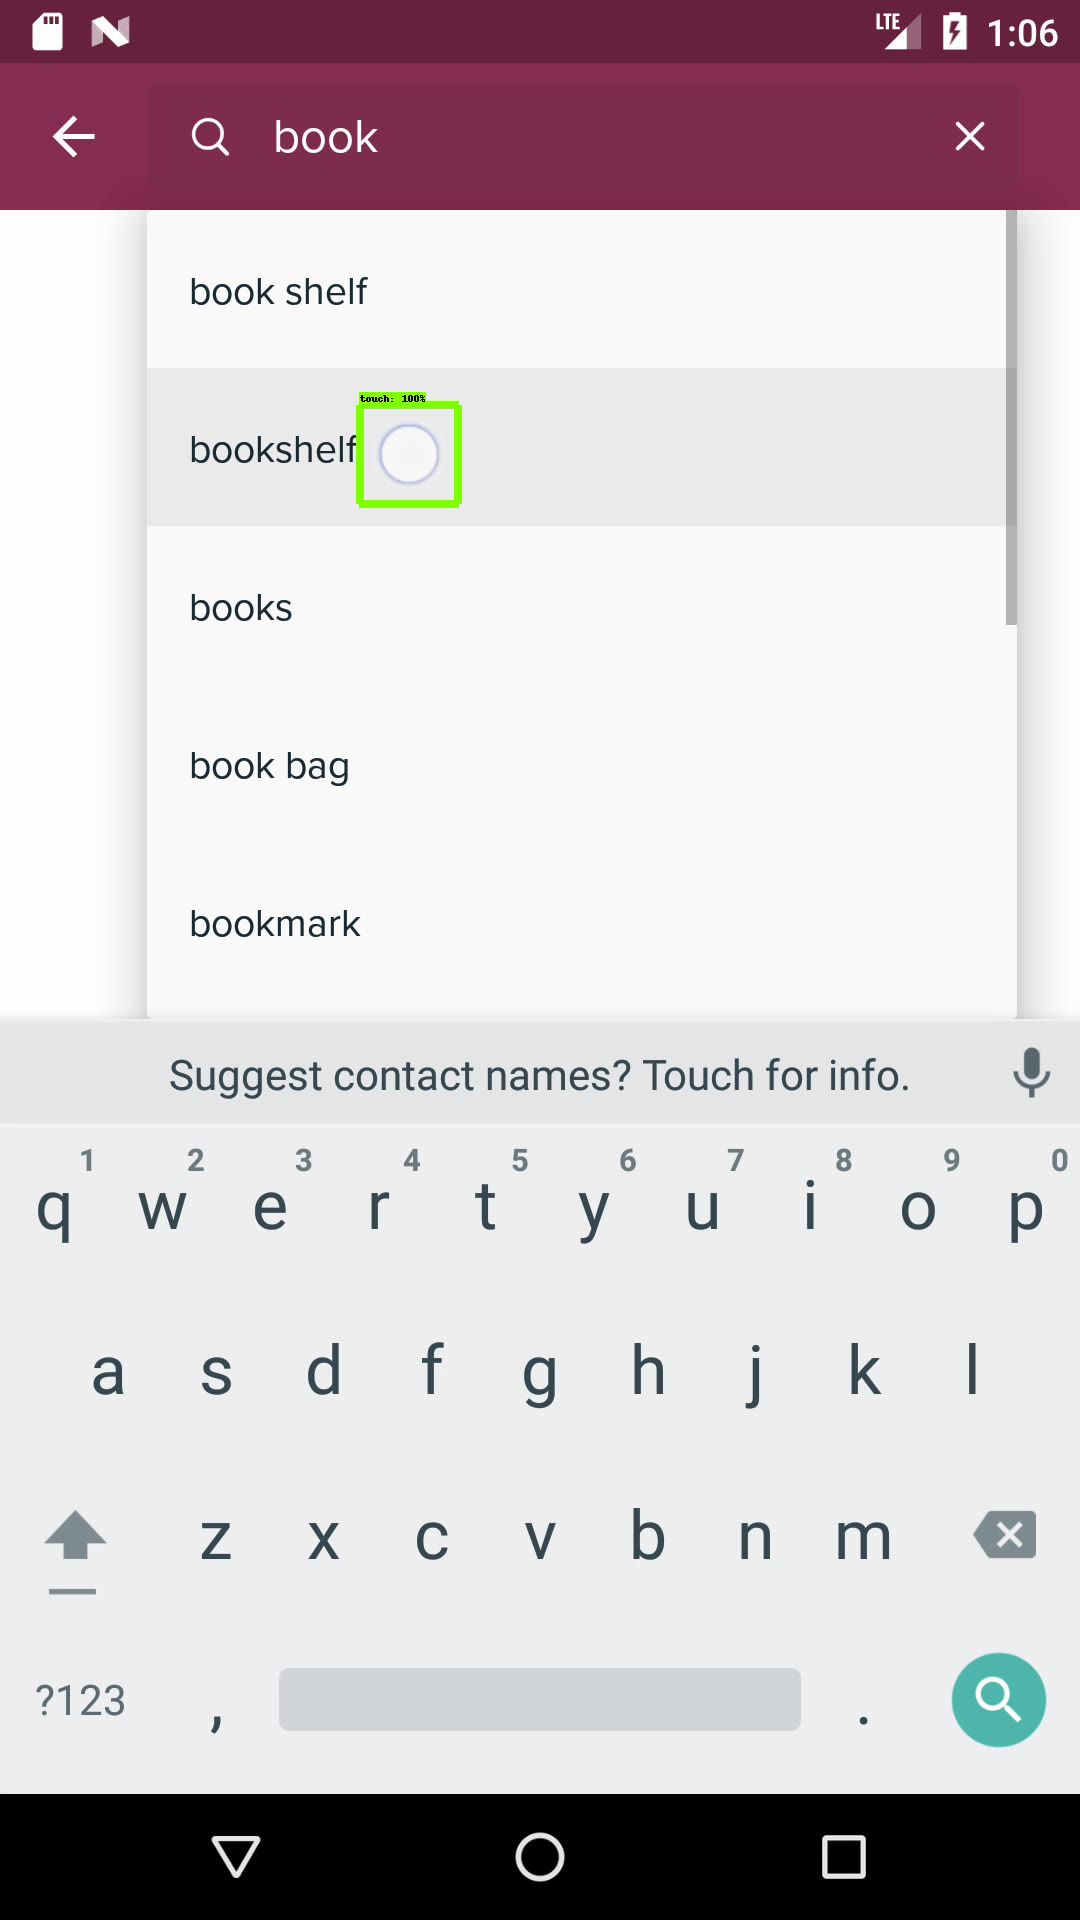 LTE 1:06
book
book shelf
touch: 100%
bookshelf
books
book bag
bookmark
Suggest contact names? Touch for info.
1 2 3 4 5 6 7 8 9 0
q w e r t y u i o p
a s d f g h j k l
z x c v b n m
?123 , .